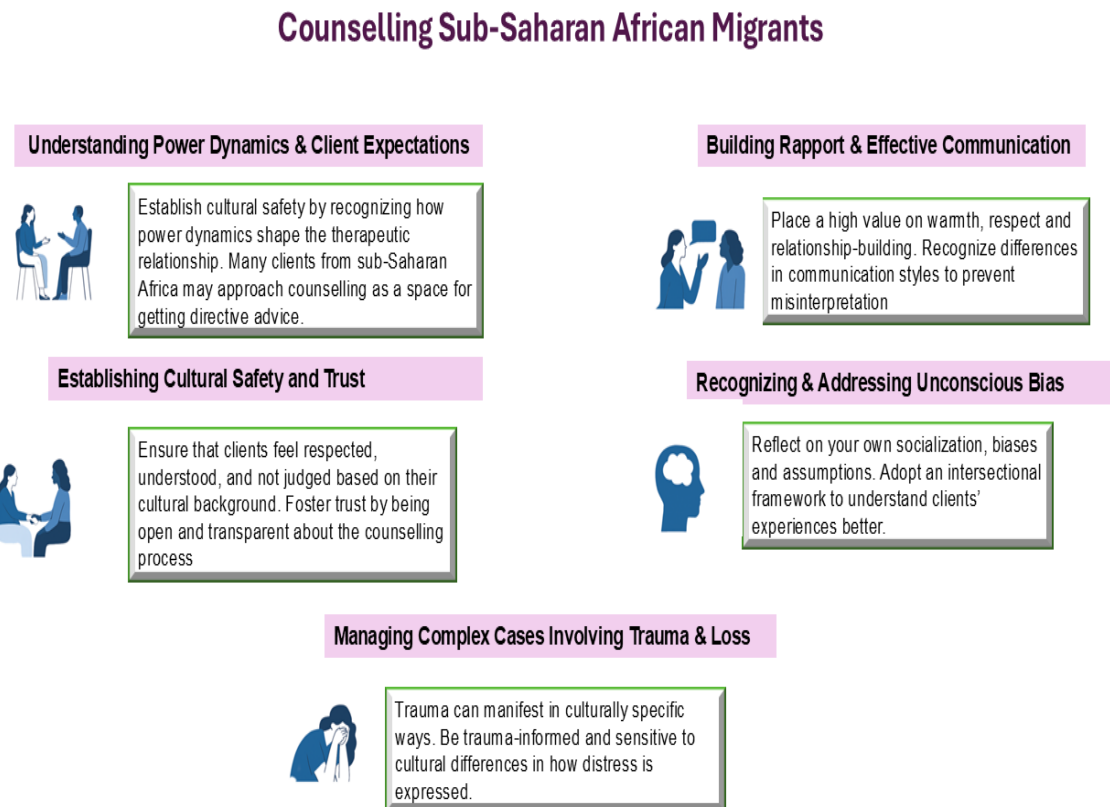 Counselling Sub-Saharan African Migrants
Understanding Power Dynamics & Client Expectations
Establish cultural safety by recognizing how
power dynamics shape the therapeutic
relationship. Many clients from sub-Saharan
Africa may approach counselling as a space for
getting directive advice.
Building Rapport & Effective Communication
Place a high value on warmth, respect and
relationship-building. Recognize differences
in communication styles to prevent
misinterpretation
Establishing Cultural Safety and Trust
Ensure that clients feel respected,
understood, and not judged based on their
cultural background. Foster trust by being
open and transparent about the counselling
process
Recognizing & Addressing Unconscious Bias
Reflect on your own socialization, biases
and assumptions. Adopt an intersectional
framework to understand clients’
experiences better.
Managing Complex Cases Involving Trauma & Loss
Trauma can manifest in culturally specific
ways. Be trauma-informed and sensitive to
cultural differences in how distress is
expressed.